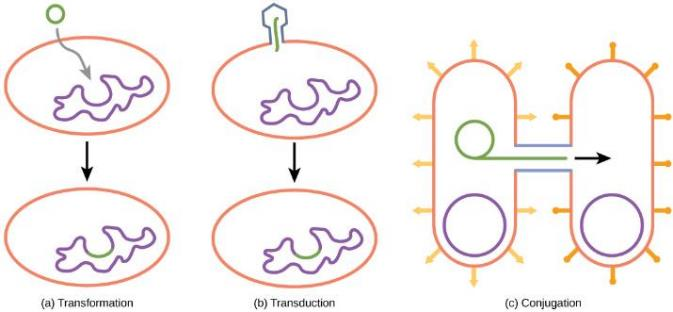 (a) Transformation
(b) Transduction
(c) Conjugation